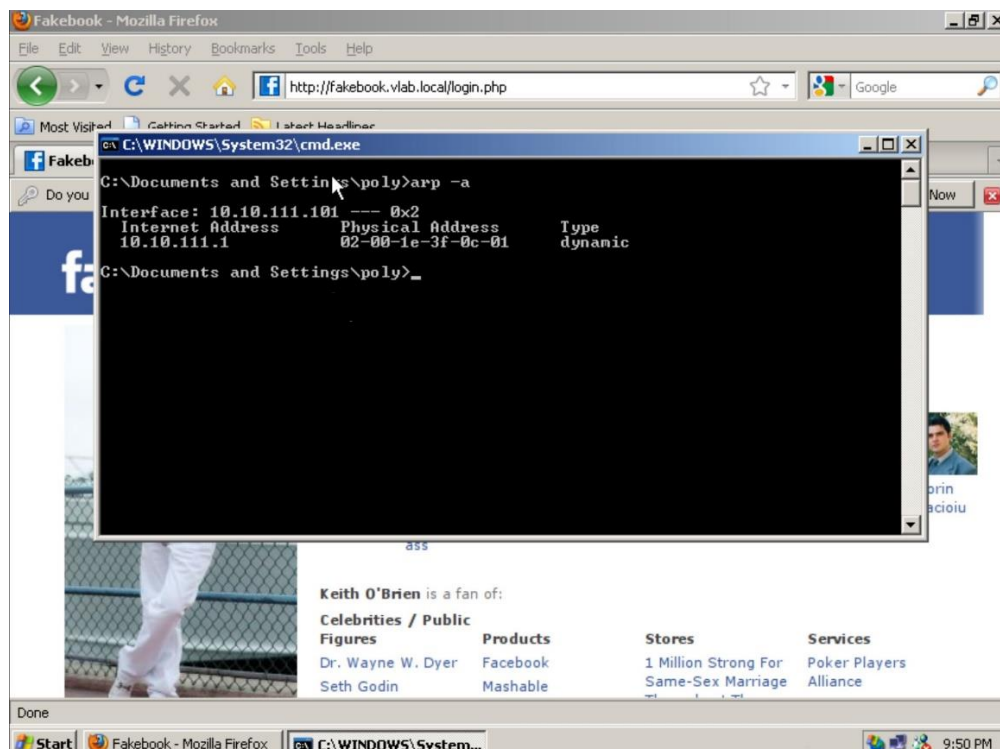 Fakebook - Mozilla Firefox
File Edit View History Bookmarks Tools Help
http://fakebook.vlab.local/login.php
Google
Most Visited Getting Started Latest Headlines
C:\WINDOWS\System32\cmd.exe
Do you
Now
C:\Documents and Settings\poly>arp -a
Interface: 10.10.111.101 --- 0x2
Internet Address Physical Address Type
10.10.111.1 02-00-1e-3f-0c-01 dynamic
C:\Documents and Settings\poly>_
ass
Keith O'Brien is a fan of:
Celebrities / Public
Figures Products Stores Services
Dr. Wayne W. Dyer Facebook 1 Million Strong For Poker Players
Seth Godin Mashable Same-Sex Marriage Alliance
Done
Start Fakebook - Mozilla Firefox C:\WINDOWS\System... 9:50 PM